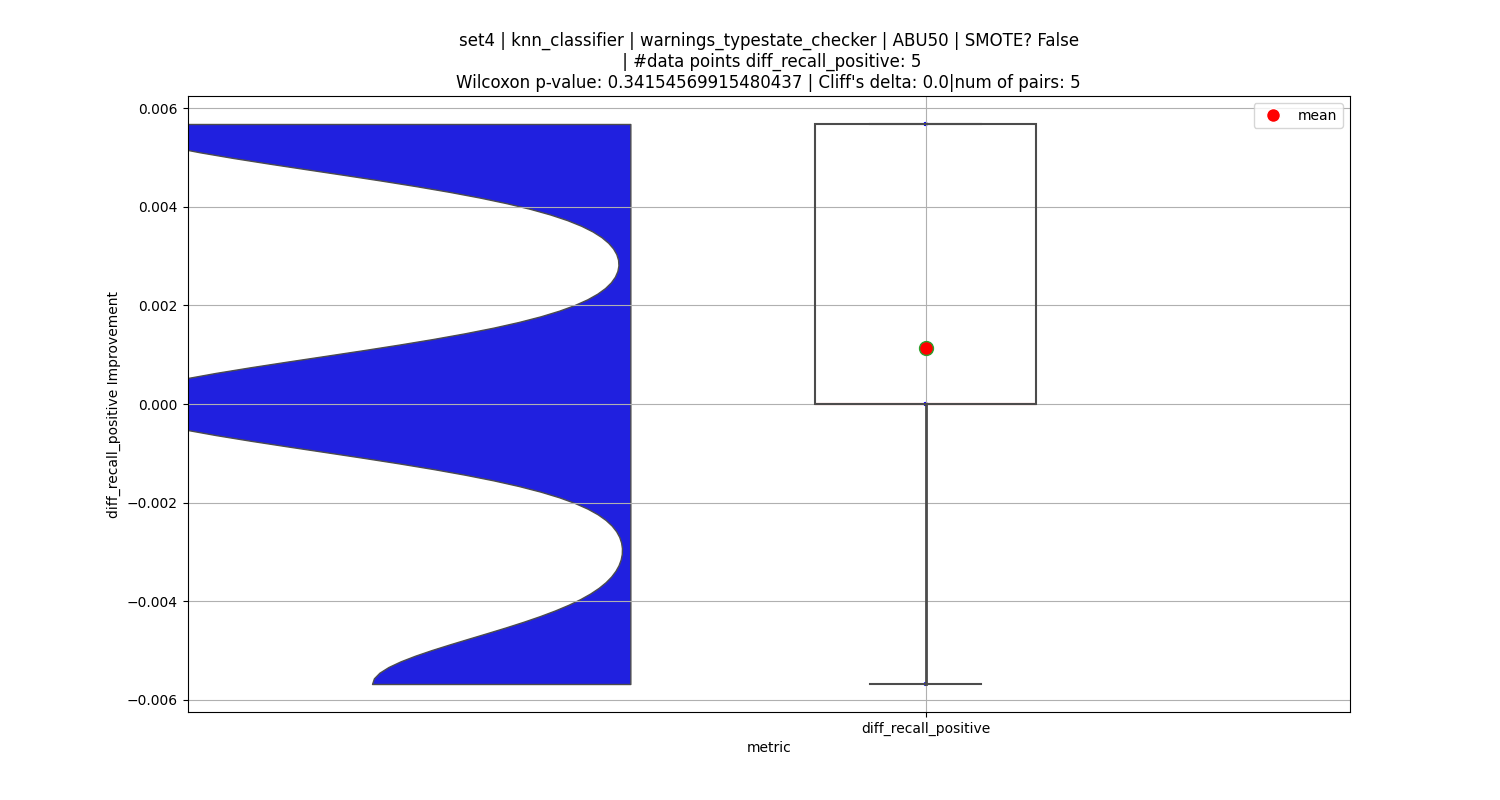 set4 | knn_classifier | warnings_typestate_checker | ABU50 | SMOTE? False
| #data points diff_recall_positive: 5
Wilcoxon p-value: 0.34154569915480437 | Cliff's delta: 0.0|num of pairs: 5
mean
0.006
0.004
0.002
0.000
−0.002
−0.004
−0.006
diff_recall_positive Improvement
diff_recall_positive
metric